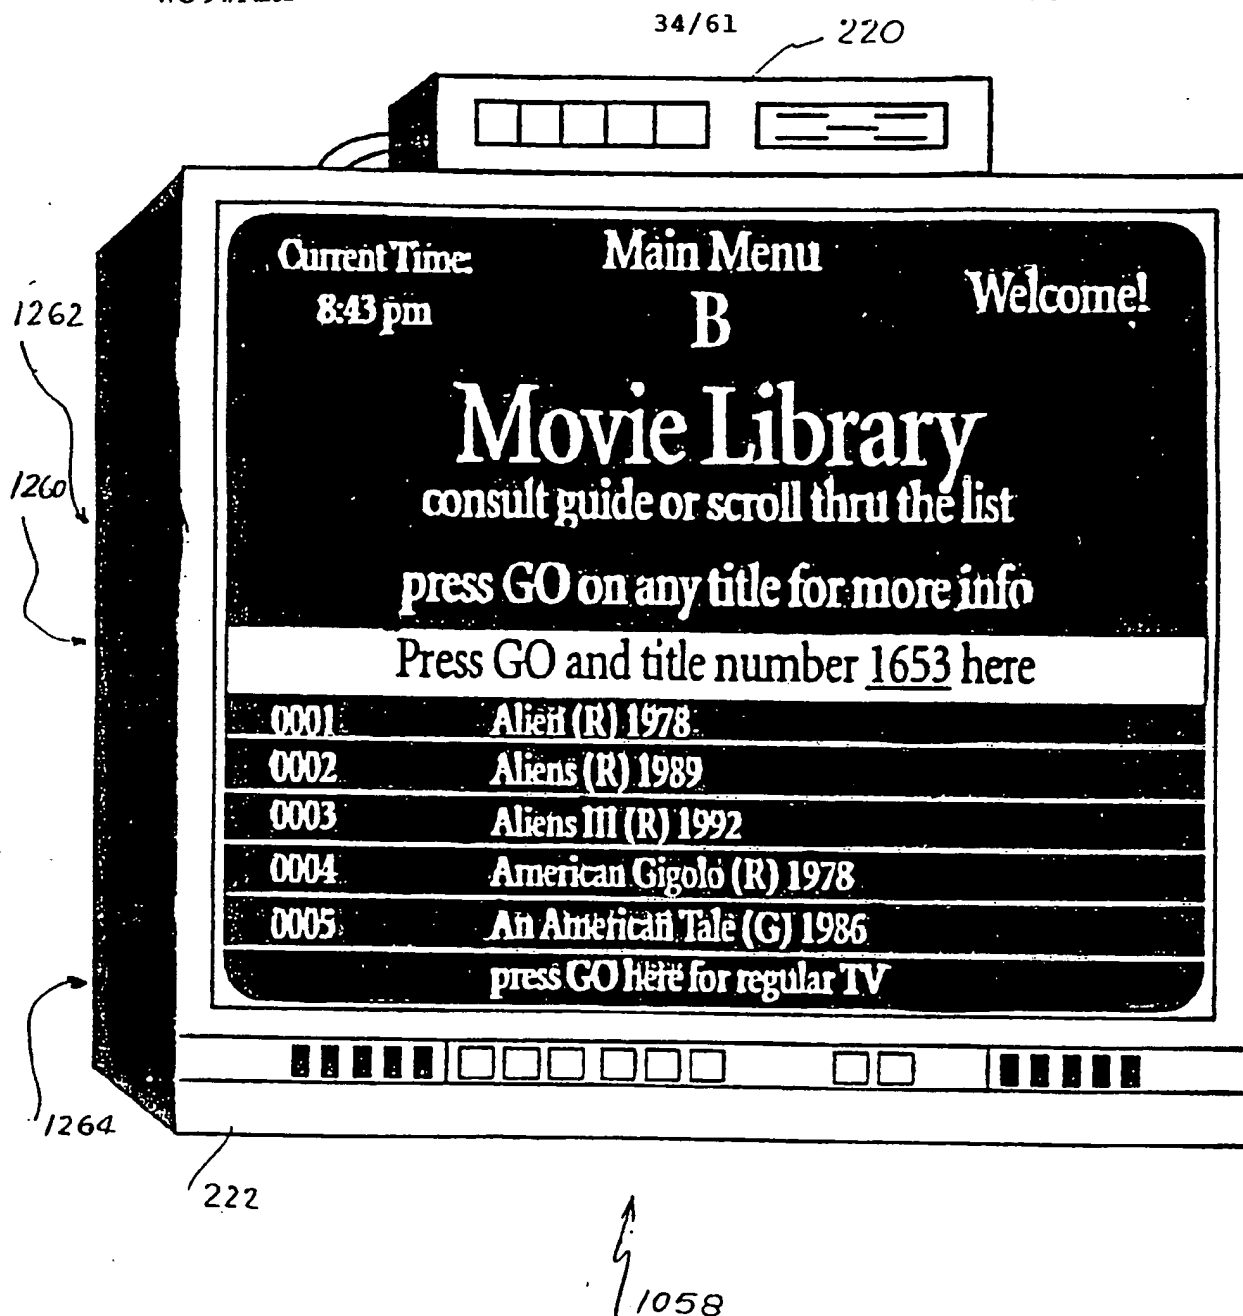 34/61
220
Current Time:
8:43 pm
Main Menu
B
Welcome!
1262
Movie Library
1260
consult guide or scroll thru the list
press GO on any title for more info
Press GO and title number 1653 here
0001 Alien (R) 1978
0002 Aliens (R) 1989
0003 Aliens III (R) 1992
0004 American Gigolo (R) 1978
0005 An American Tale (G) 1986
press GO here for regular TV
1264
222
1058